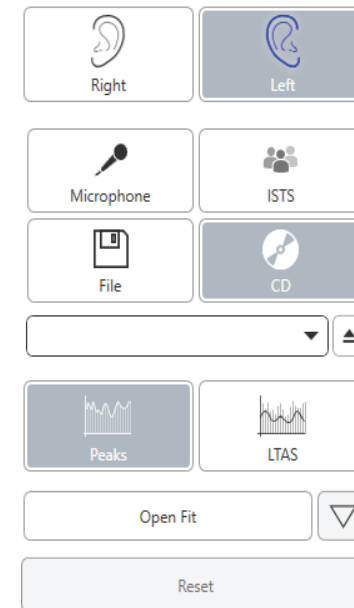 Right Left
Microphone ISTS
File CD
Peaks LTAS
Open Fit
Reset